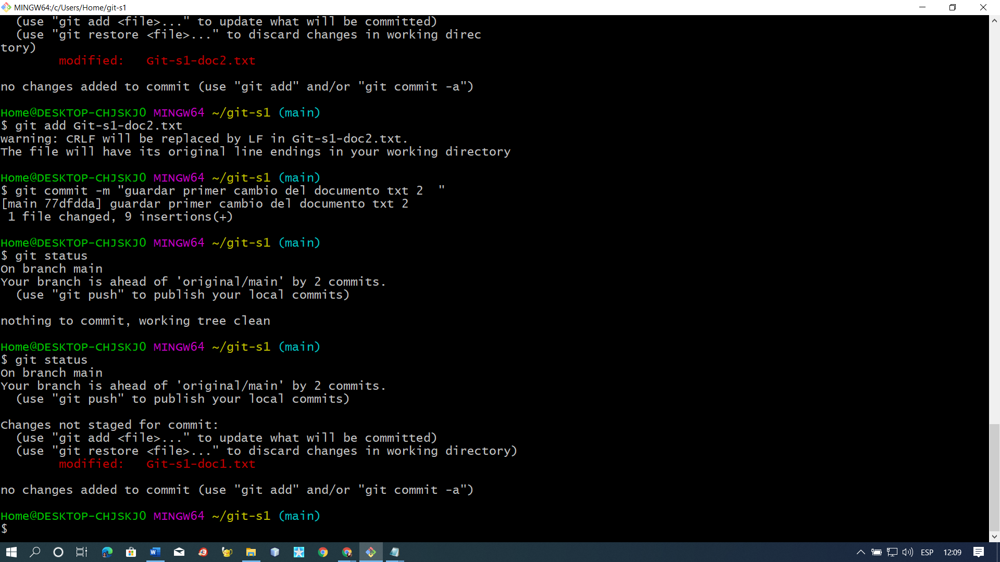 MINGW64:/c/Users/Home/git-s1
(use "git add <file>..." to update what will be committed)
(use "git restore <file>..." to discard changes in working direc
tory)
modified:   Git-s1-doc2.txt
no changes added to commit (use "git add" and/or "git commit -a")
Home@DESKTOP-CHJSKJ0 MINGW64 ~/git-s1 (main)
$ git add Git-s1-doc2.txt
warning: CRLF will be replaced by LF in Git-s1-doc2.txt.
The file will have its original line endings in your working directory
Home@DESKTOP-CHJSKJ0 MINGW64 ~/git-s1 (main)
$ git commit -m "guardar primer cambio del documento txt 2  "
[main 77dfdda] guardar primer cambio del documento txt 2
1 file changed, 9 insertions(+)
Home@DESKTOP-CHJSKJ0 MINGW64 ~/git-s1 (main)
$ git status
On branch main
Your branch is ahead of 'original/main' by 2 commits.
(use "git push" to publish your local commits)
nothing to commit, working tree clean
Home@DESKTOP-CHJSKJ0 MINGW64 ~/git-s1 (main)
$ git status
On branch main
Your branch is ahead of 'original/main' by 2 commits.
(use "git push" to publish your local commits)
Changes not staged for commit:
(use "git add <file>..." to update what will be committed)
(use "git restore <file>..." to discard changes in working directory)
modified:   Git-s1-doc1.txt
no changes added to commit (use "git add" and/or "git commit -a")
Home@DESKTOP-CHJSKJ0 MINGW64 ~/git-s1 (main)
$
ESP 12:09